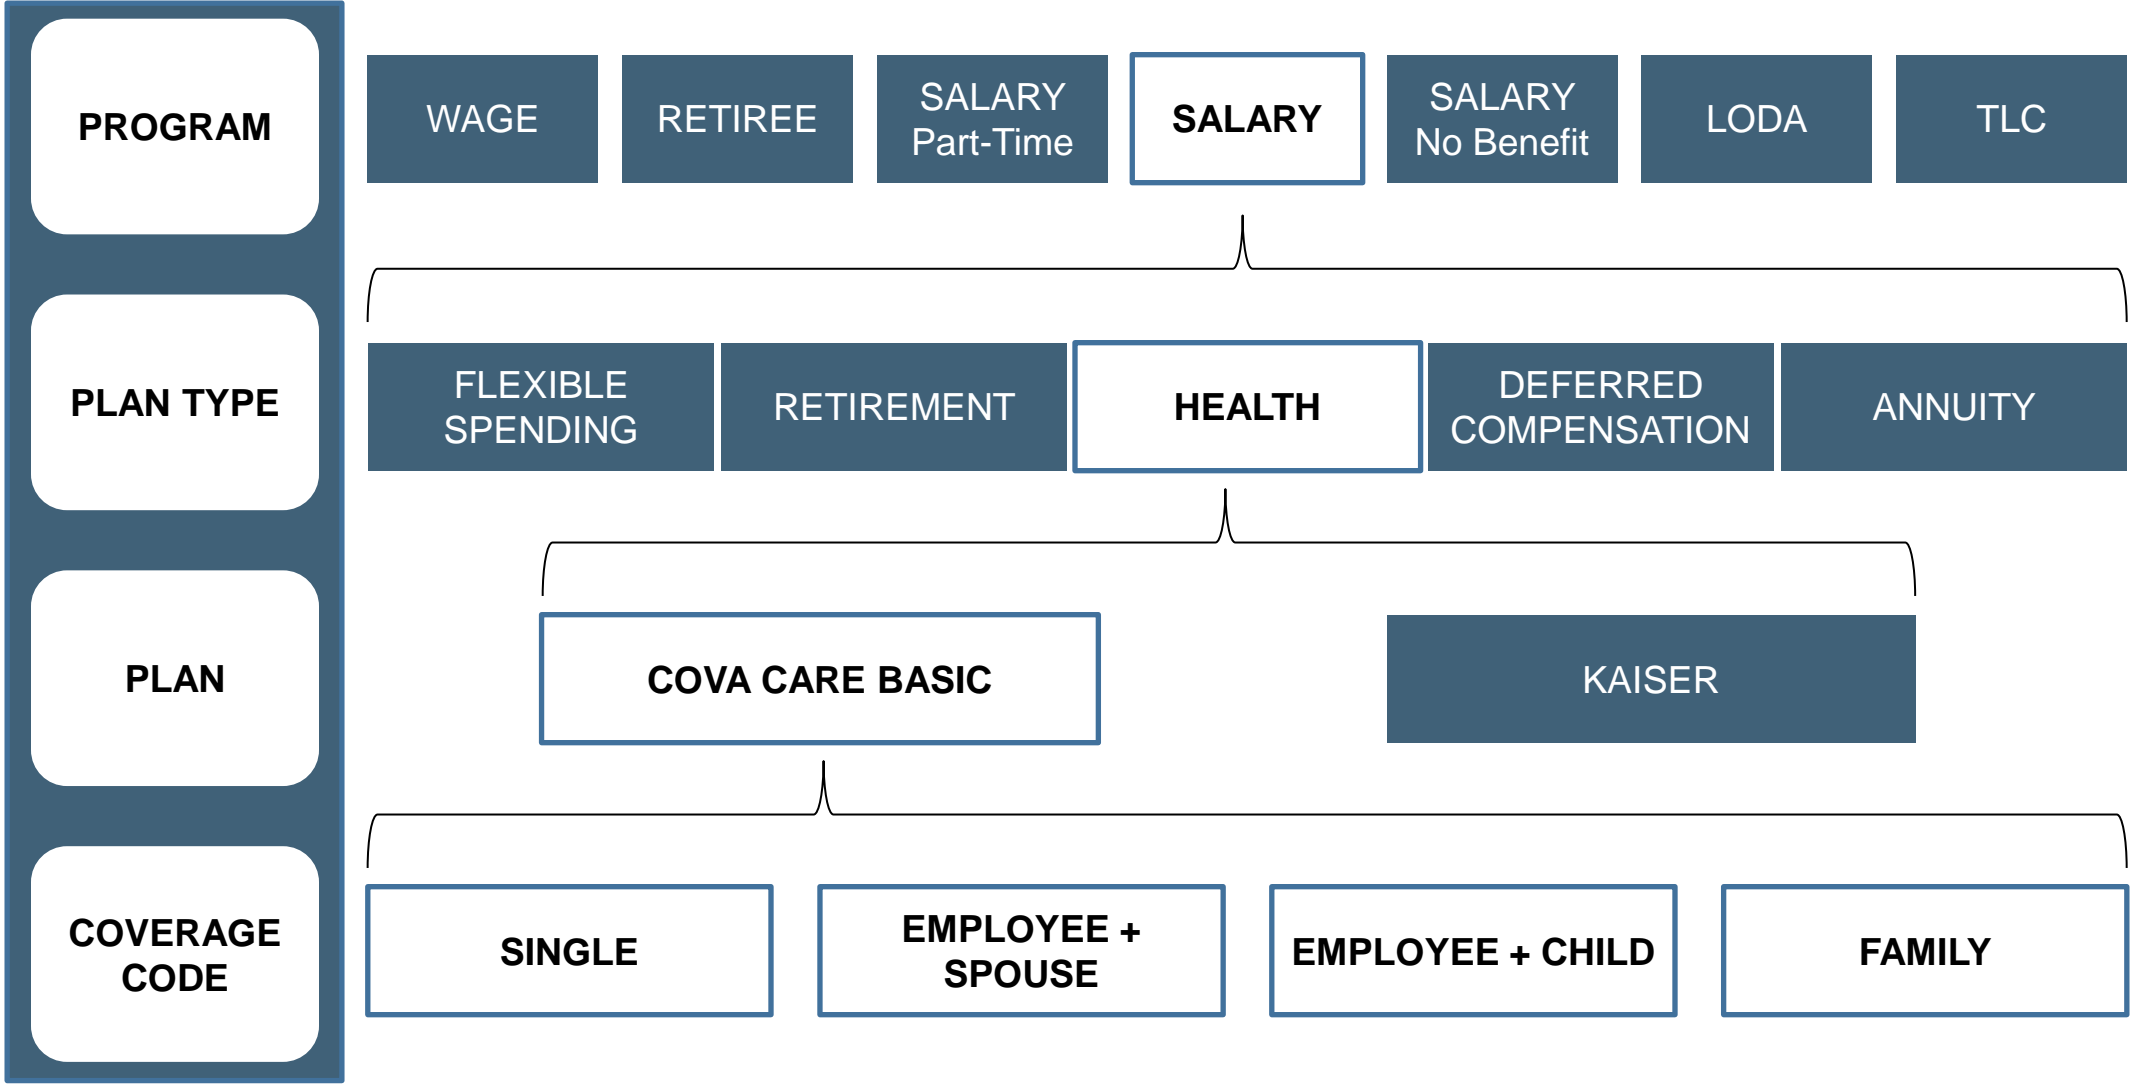 PROGRAM
WAGE
RETIREE
SALARY
Part-Time
SALARY
SALARY
No Benefit
LODA
TLC
PLAN TYPE
FLEXIBLE
SPENDING
RETIREMENT
HEALTH
DEFERRED
COMPENSATION
ANNUITY
PLAN
COVA CARE BASIC
KAISER
COVERAGE
CODE
SINGLE
EMPLOYEE +
SPOUSE
EMPLOYEE + CHILD
FAMILY